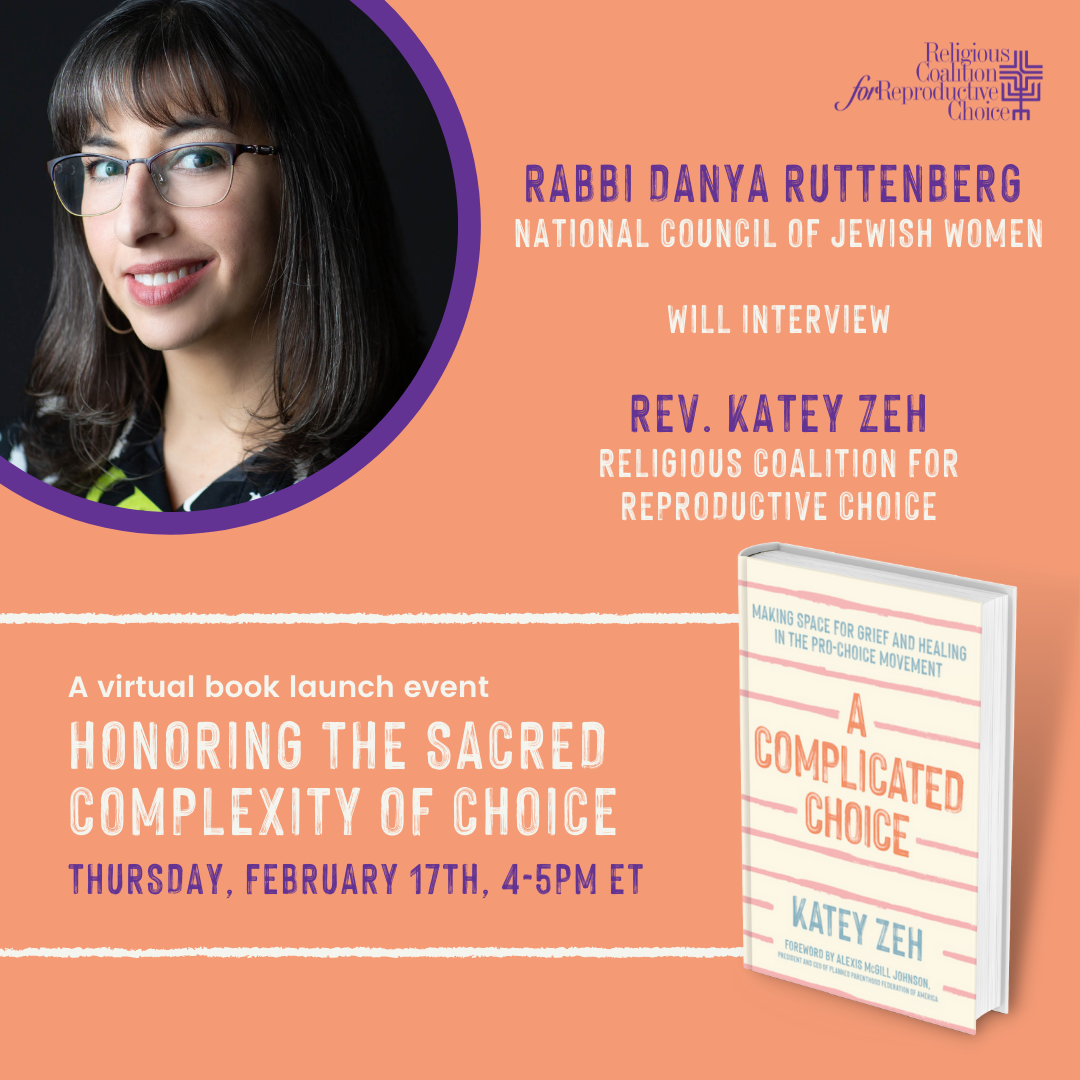 Religious
Coalition
for Reproductive
Choice
RABBI DANYA RUTTENBERG
NATIONAL COUNCIL OF JEWISH WOMEN
WILL INTERVIEW
REV. KATEY ZEH
RELIGIOUS COALITION FOR
REPRODUCTIVE CHOICE
A virtual book launch event
HONORING THE SACRED
COMPLEXITY OF CHOICE
THURSDAY, FEBRUARY 17TH, 4-5PM ET
MAKING SPACE FOR GRIEF AND HEALING
IN THE PRO-CHOICE MOVEMENT
A
COMPLICATED
CHOICE
KATEY ZEH
FOREWORD BY ALEXIS McGILL JOHNSON,
PRESIDENT AND CEO OF PLANNED PARENTHOOD FEDERATION OF AMERICA